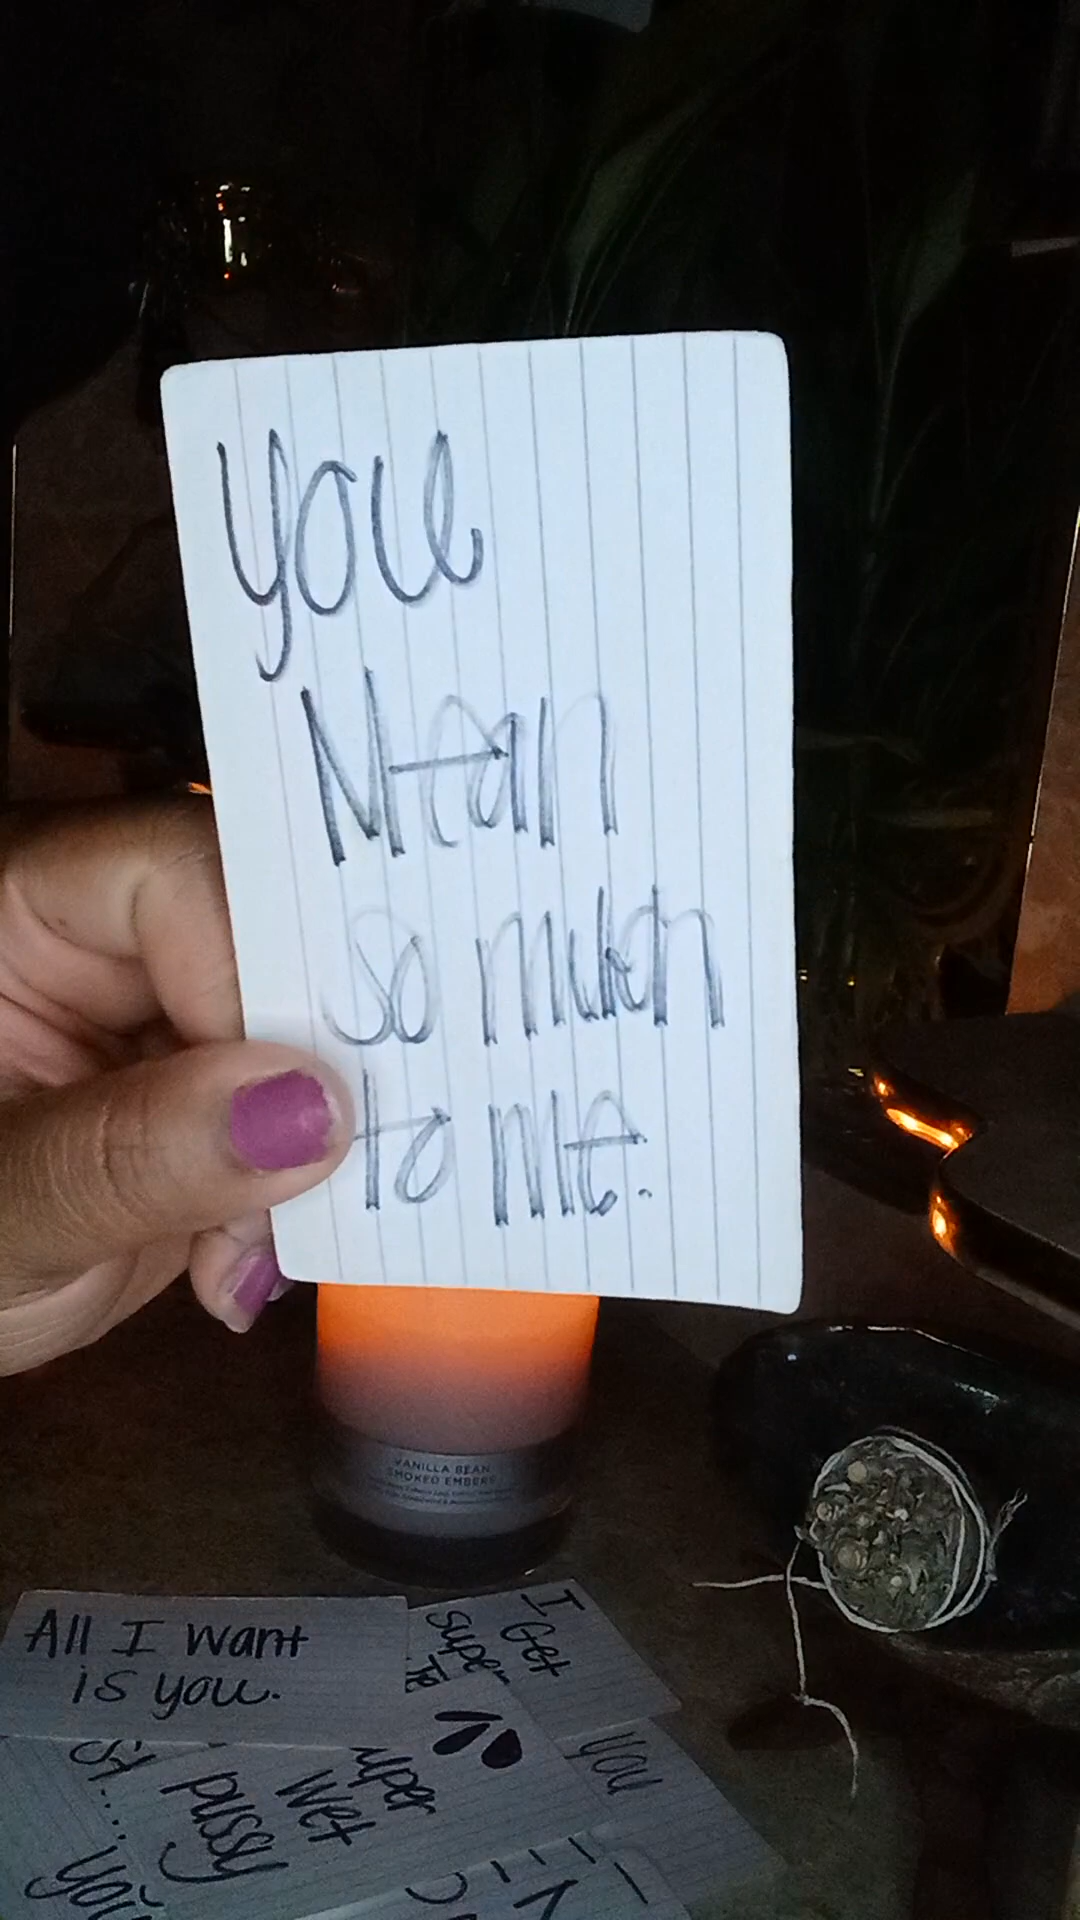 you
Mean
so much
to me.
VANILLA BEAN
SMOKED EMBERS
All I want
is you.
I Get
super
you
wet
pussy